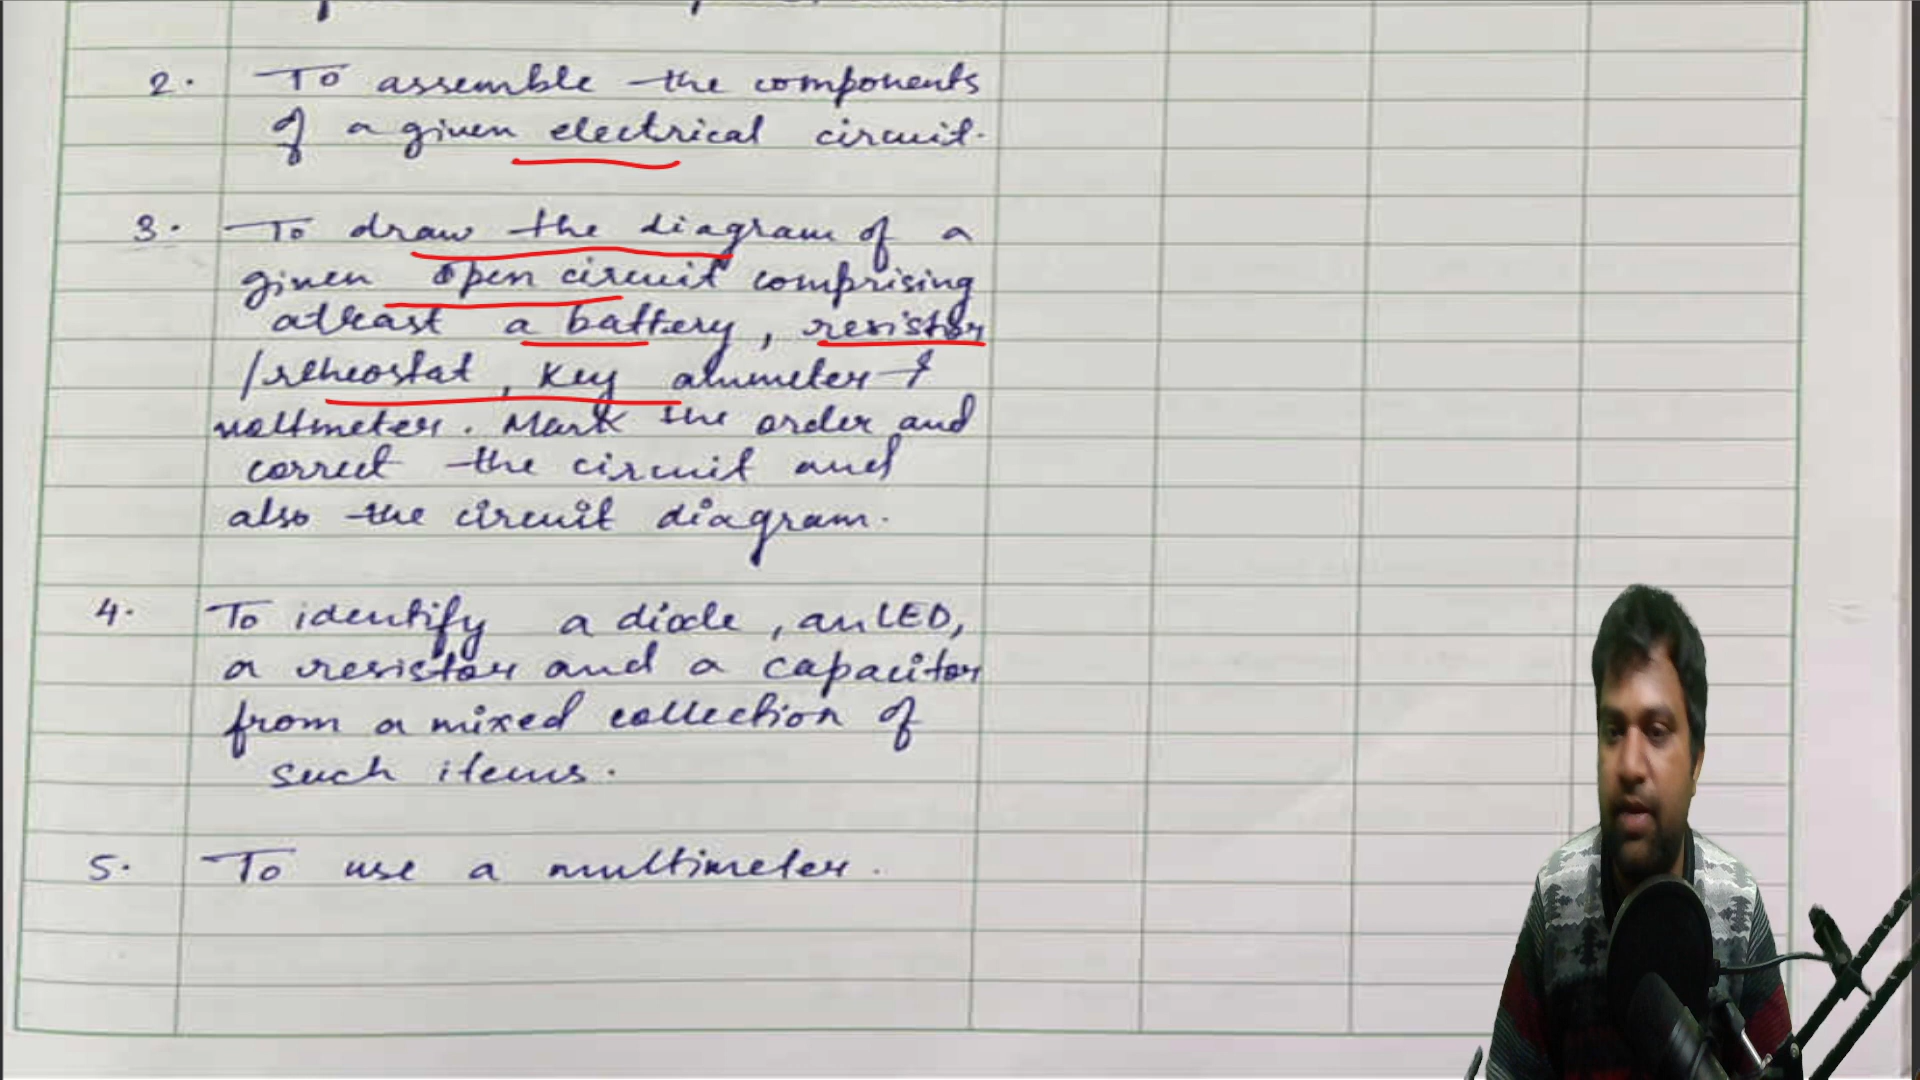 2. To assemble the components
of a given electrical circuit.
3. To draw the diagram of a
given open circuit comprising
atleast a battery, resistor
/rheostat, key ammeter &
voltmeter. Mark the order and
correct the circuit and
also the circuit diagram.
4. To identify a diode, an LED,
a resistor and a capacitor
from a mixed collection of
such items.
5. To use a multimeter.